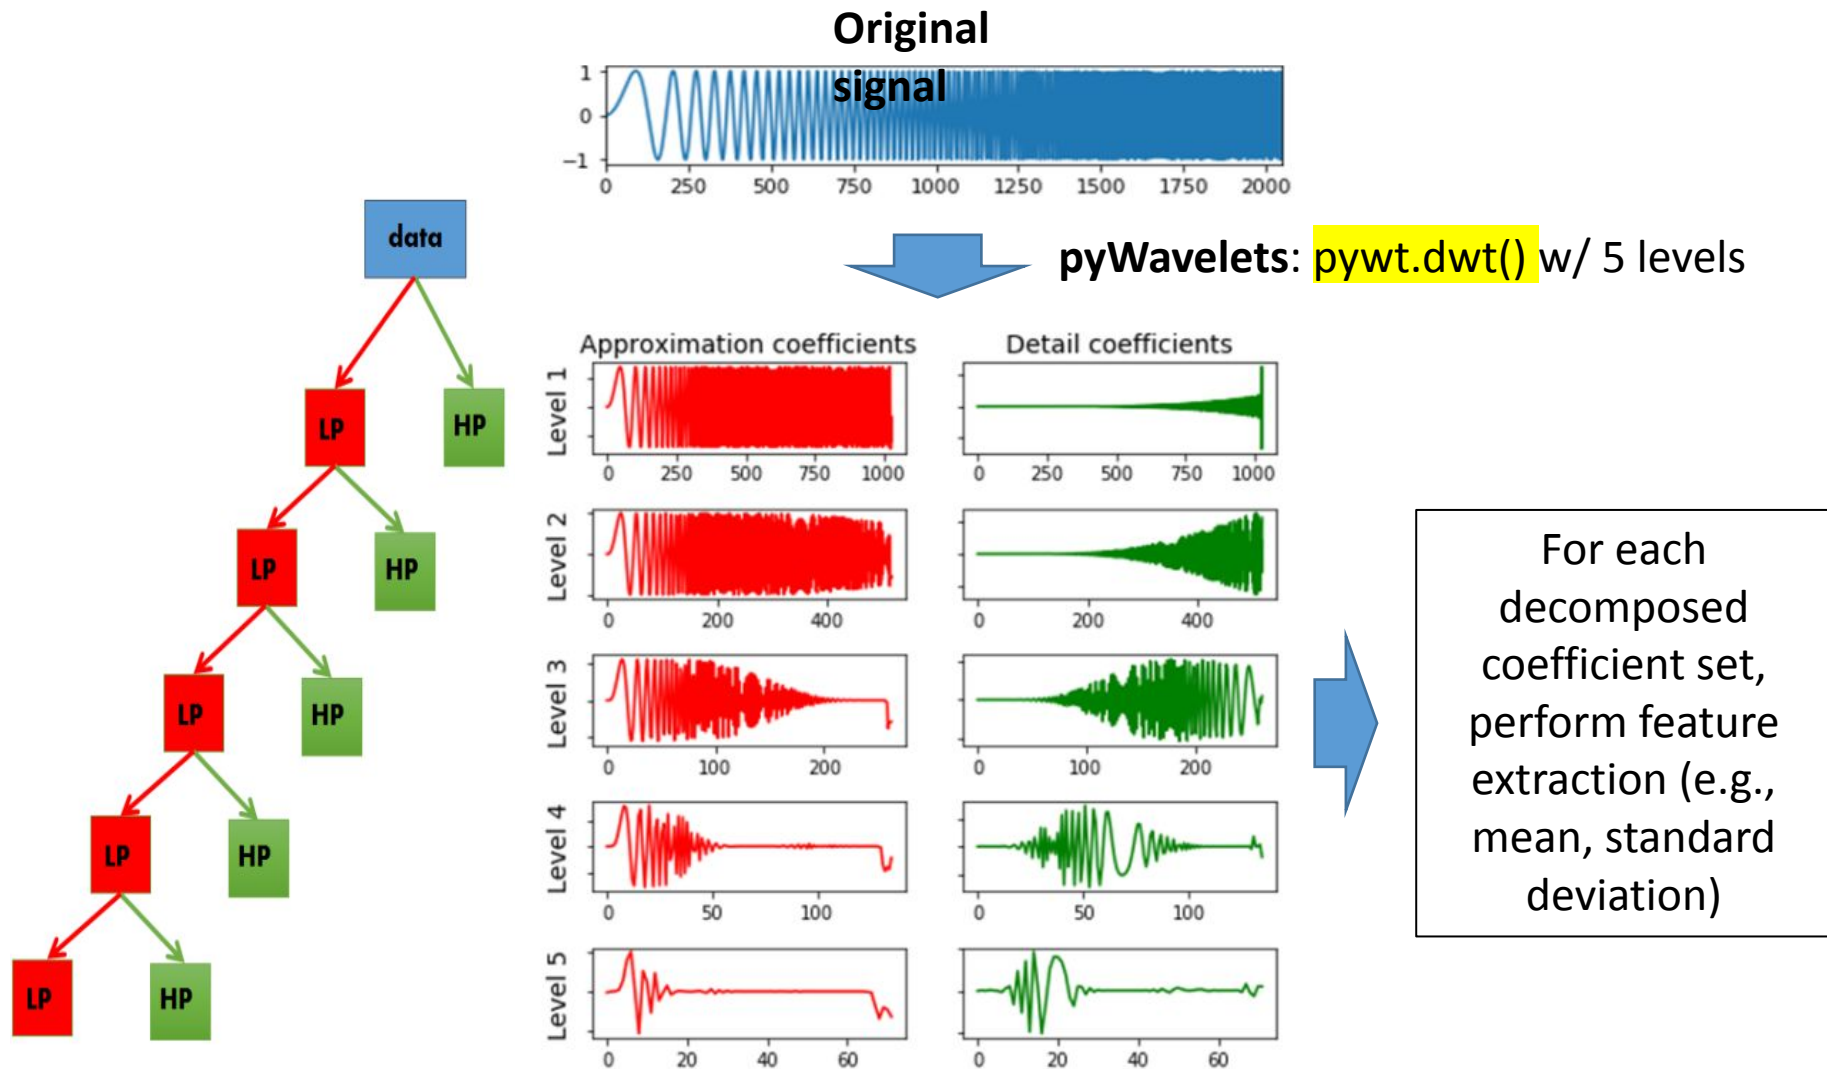 Original
signal
1
0
−1
0 250 500 750 1000 1250 1500 1750 2000
data
pyWavelets: pywt.dwt() w/ 5 levels
LP HP
LP HP
LP HP
LP HP
LP HP
Approximation coefficients Detail coefficients
Level 1
0 250 500 750 1000
0 250 500 750 1000
Level 2
0 200 400
0 200 400
Level 3
0 100 200
0 100 200
Level 4
0 50 100
0 50 100
Level 5
0 20 40 60
0 20 40 60
For each
decomposed
coefficient set,
perform feature
extraction (e.g.,
mean, standard
deviation)